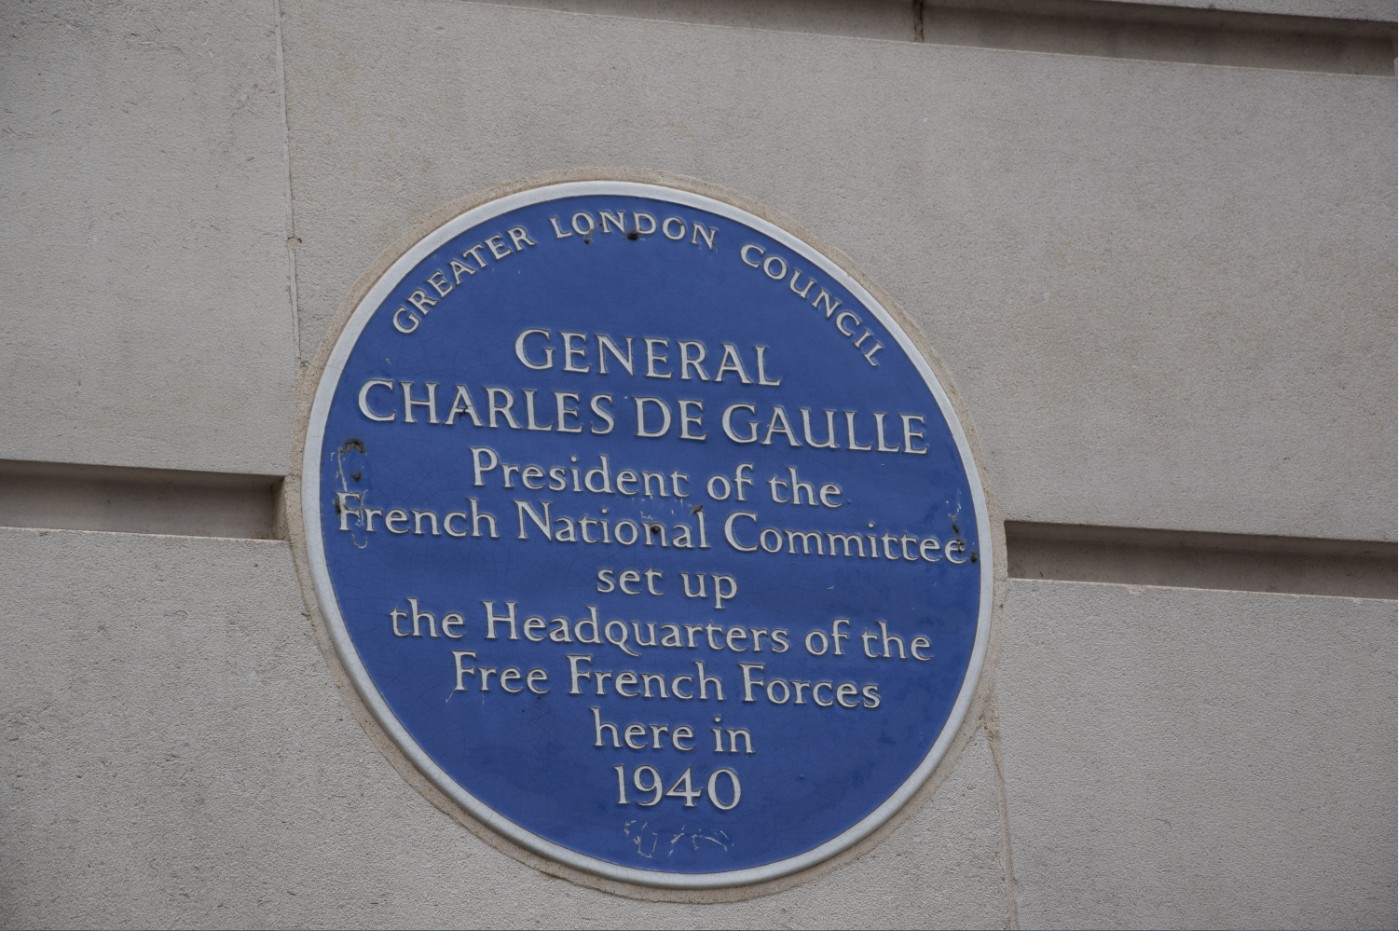 GREATER LONDON COUNCIL
GENERAL
CHARLES DE GAULLE
President of the
French National Committee
set up
the Headquarters of the
Free French Forces
here in
1940